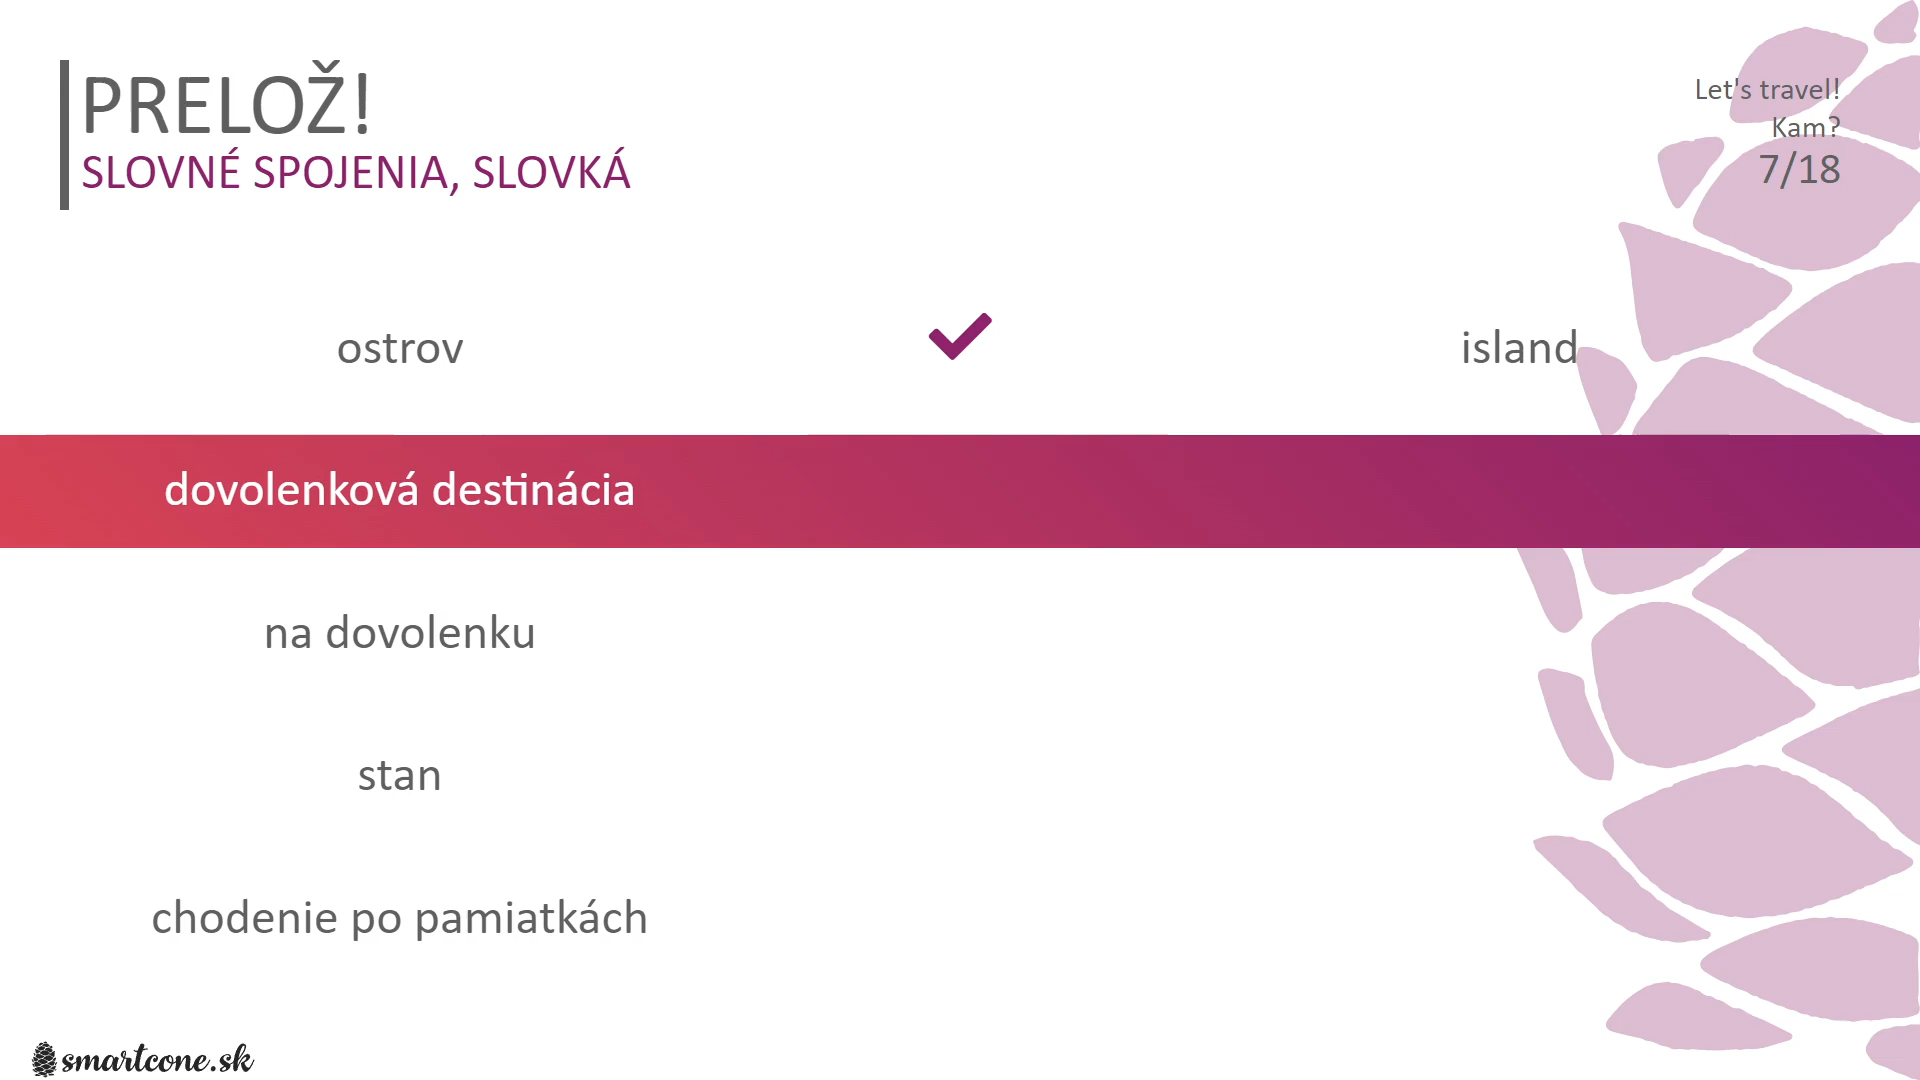 PRELOŽ!
SLOVNÉ SPOJENIA, SLOVKÁ
Let's travel!
Kam?
7/18
ostrov island
dovolenková destinácia
na dovolenku
stan
chodenie po pamiatkách
smartcone.sk